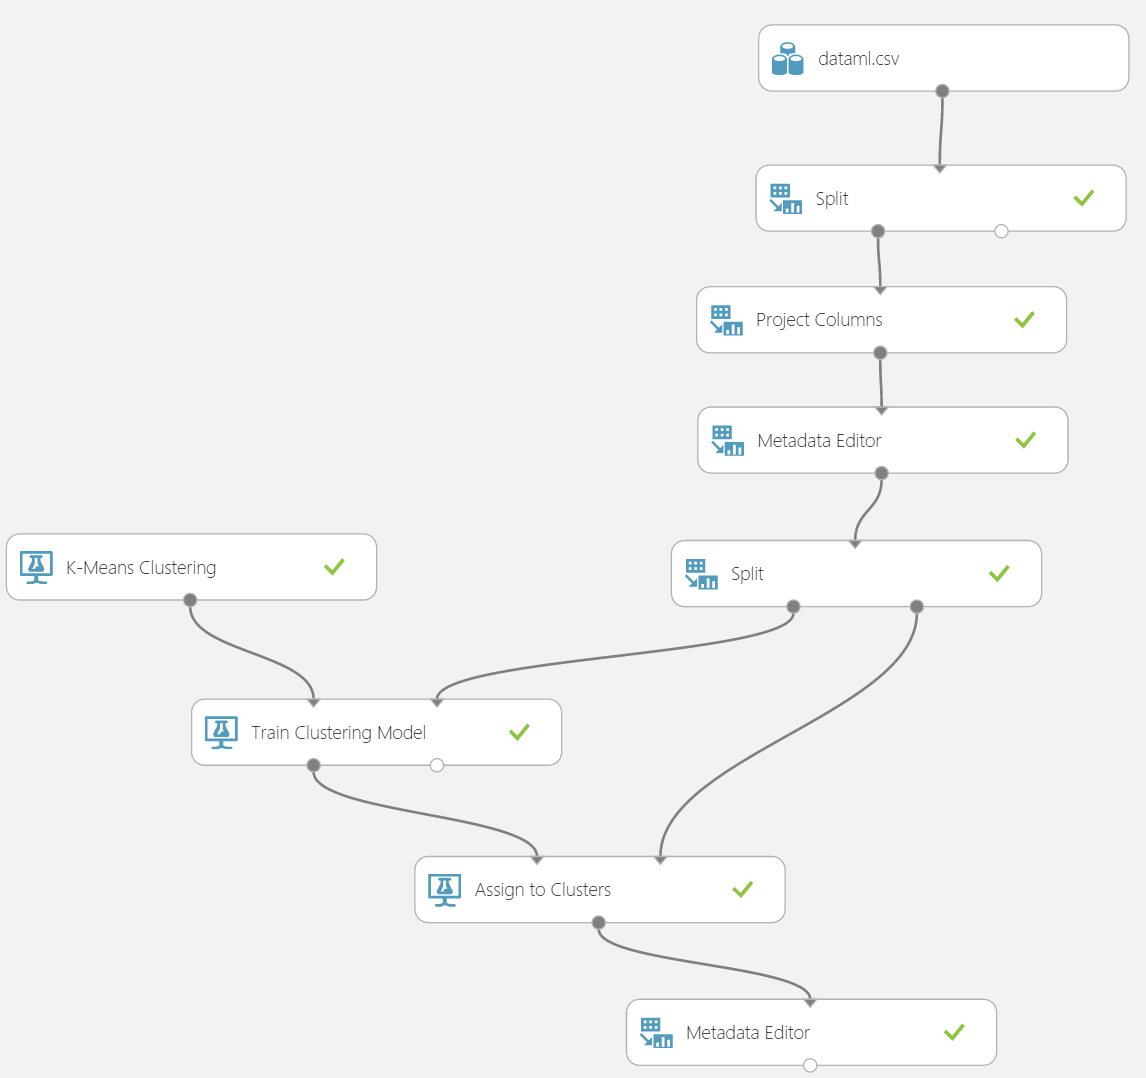 dataml.csv
Split
Project Columns
Metadata Editor
Split
K-Means Clustering
Train Clustering Model
Assign to Clusters
Metadata Editor